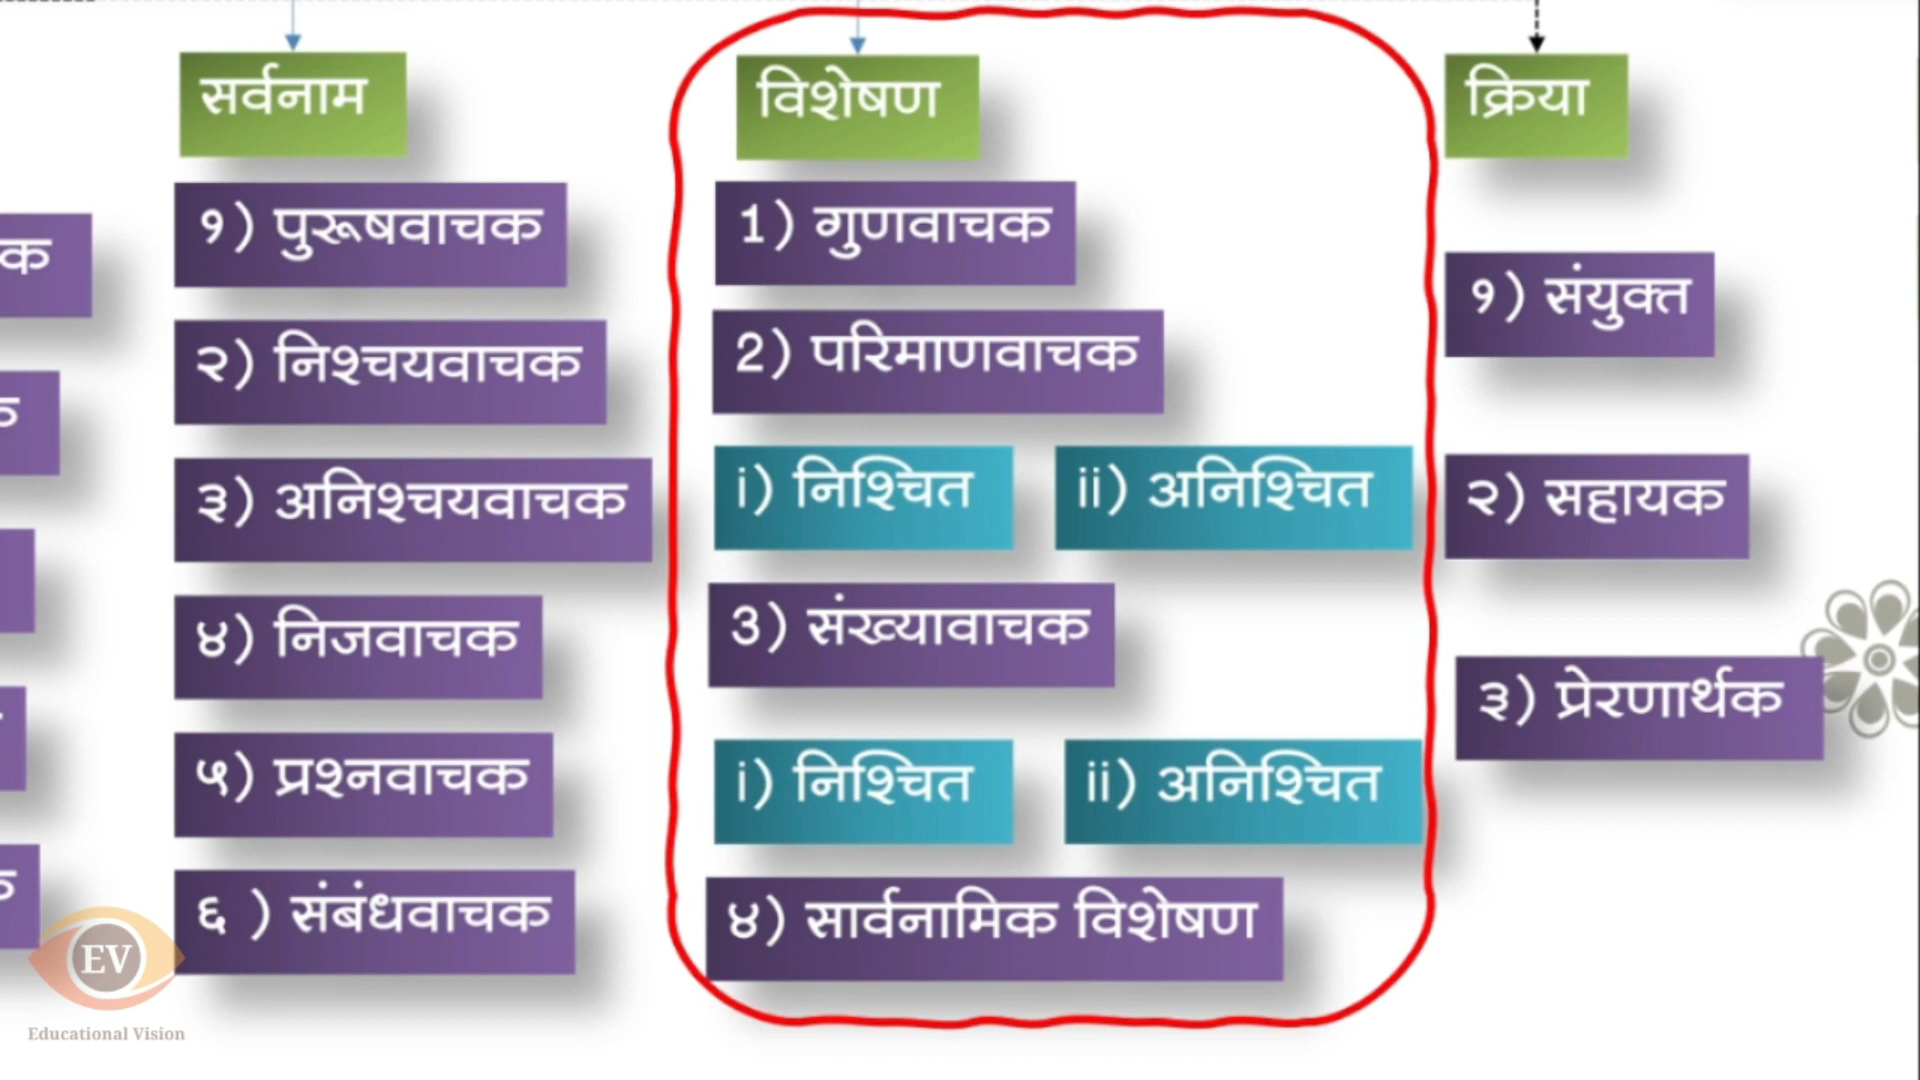 सर्वनाम
१) पुरूषवाचक
२) निश्चयवाचक
३) अनिश्चयवाचक
४) निजवाचक
५) प्रश्नवाचक
६ ) संबंधवाचक
विशेषण
1) गुणवाचक
2) परिमाणवाचक
i) निश्चित ii) अनिश्चित
3) संख्यावाचक
i) निश्चित ii) अनिश्चित
४) सार्वनामिक विशेषण
क्रिया
१) संयुक्त
२) सहायक
३) प्रेरणार्थक
EV
Educational Vision